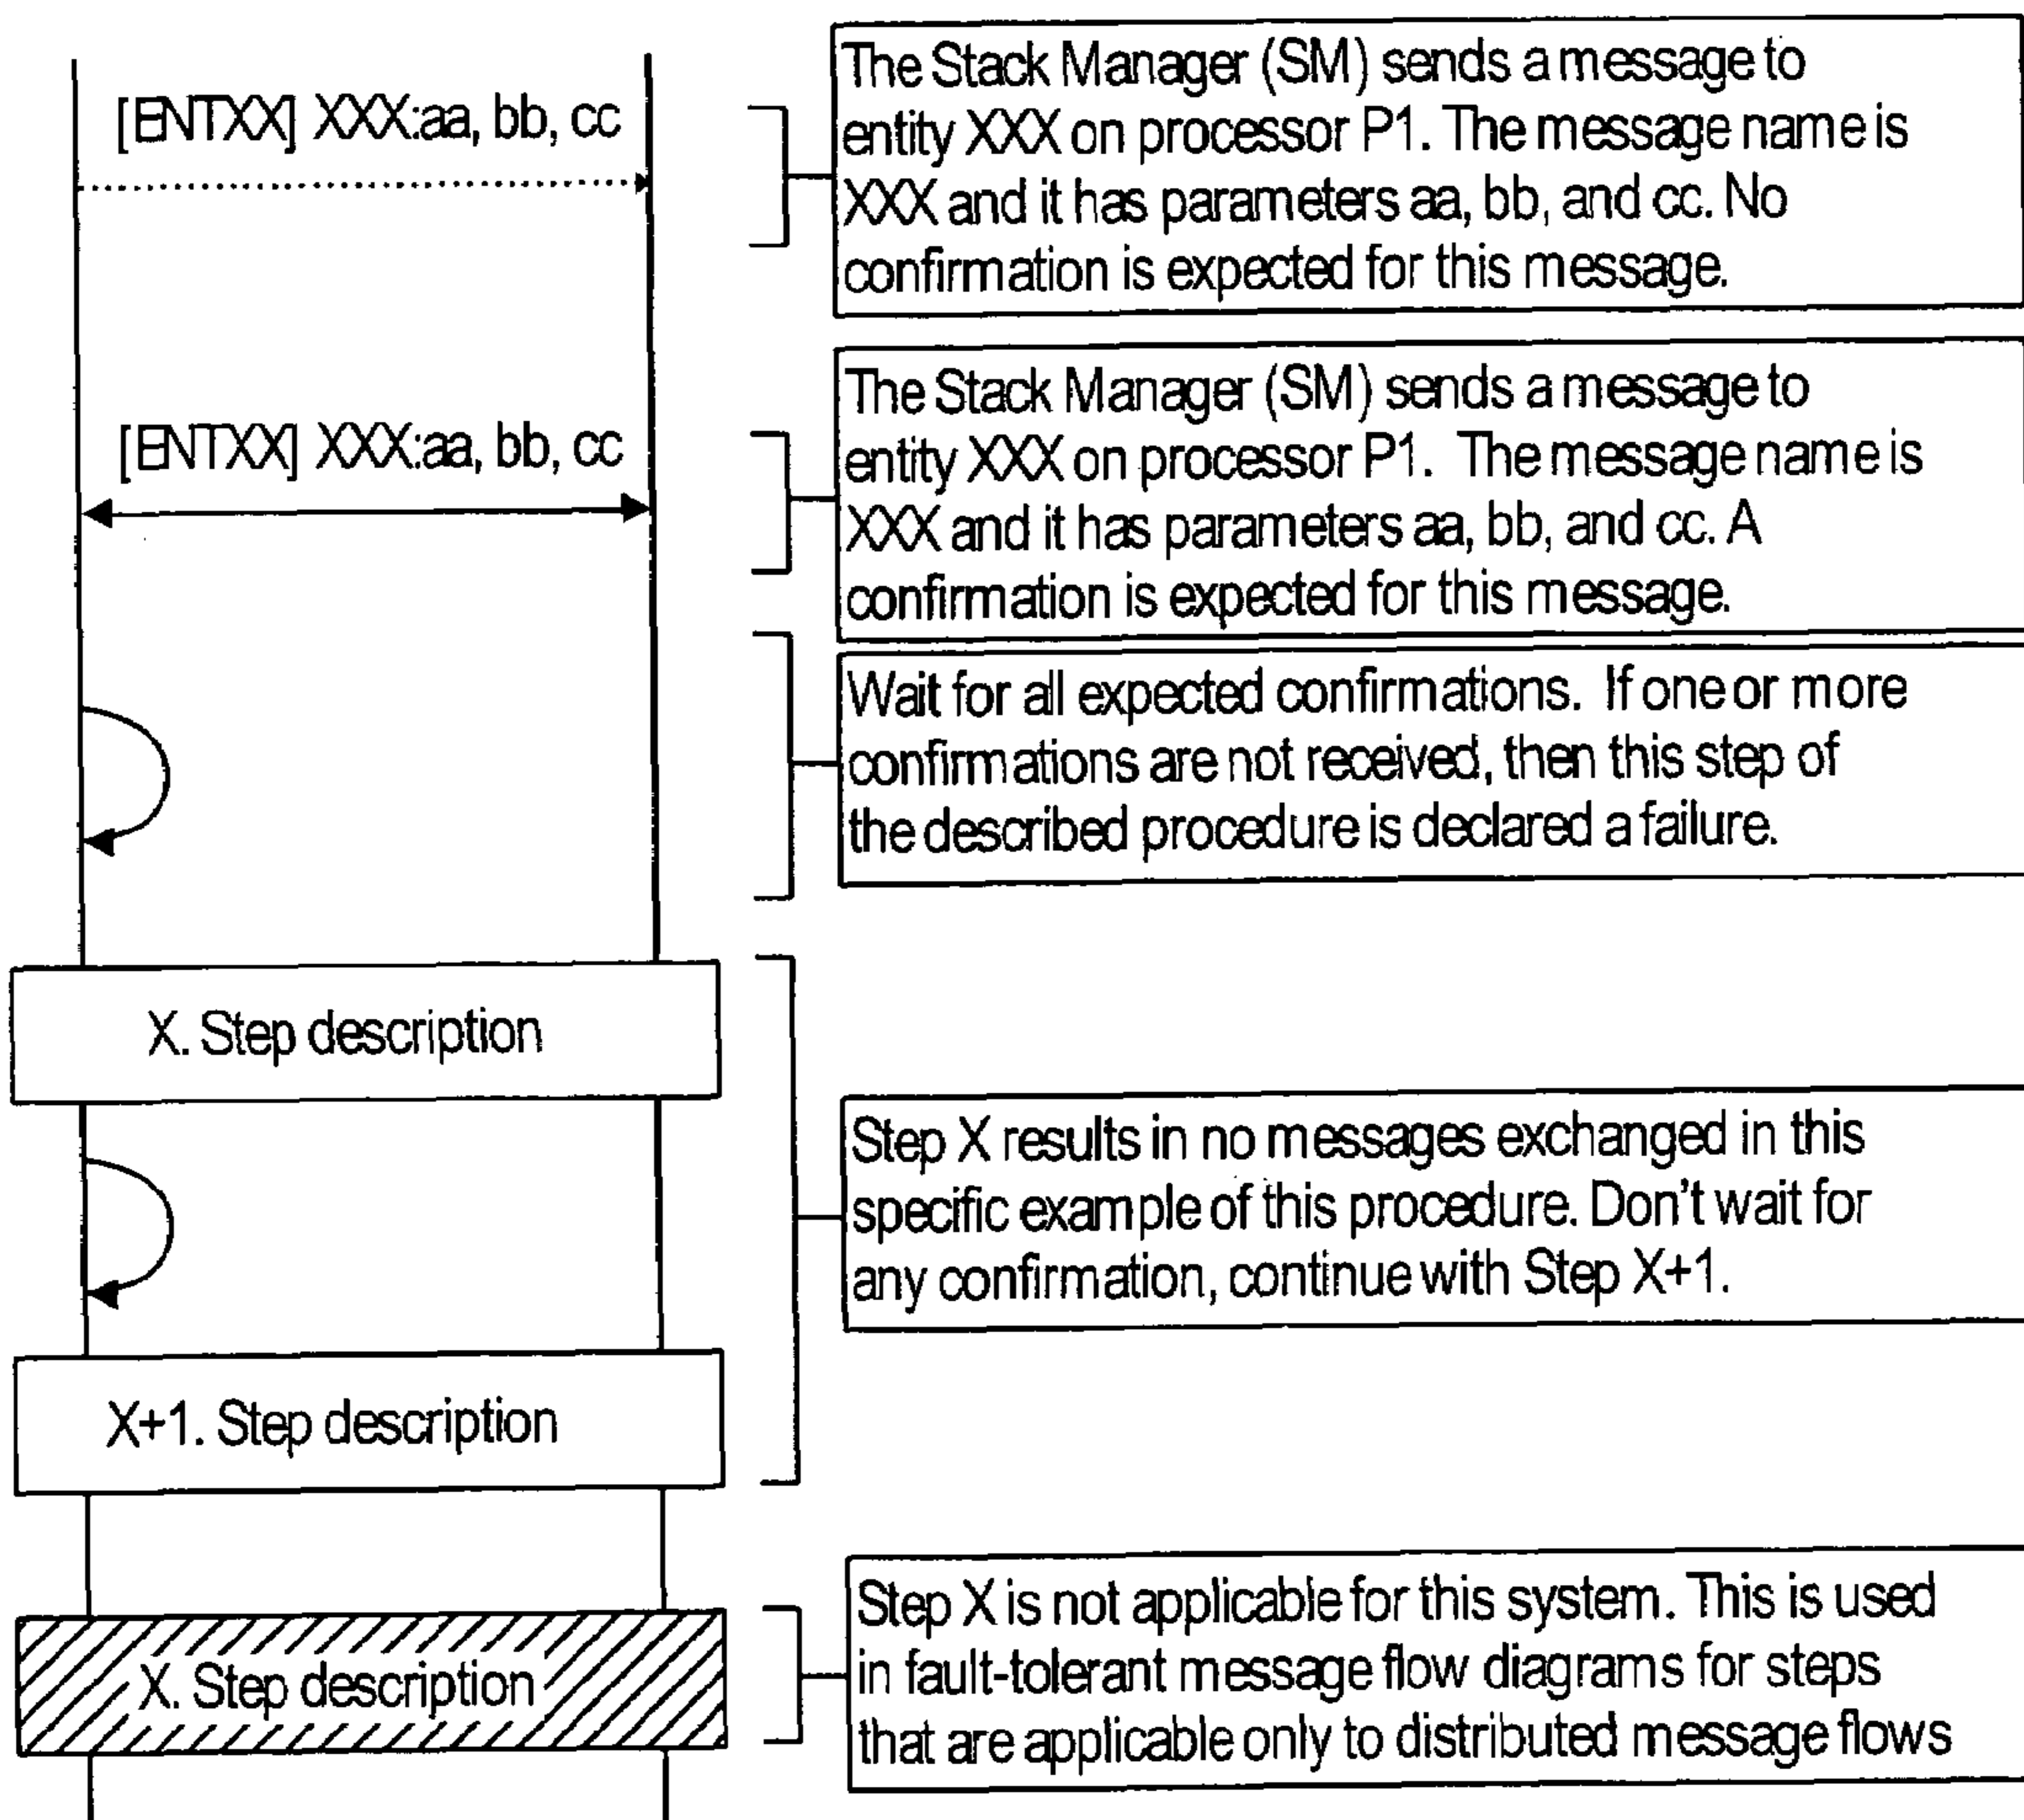 [ENTXX] XXX:aa, bb, cc
The Stack Manager (SM) sends a message to
entity XXX on processor P1. The message name is
XXX and it has parameters aa, bb, and cc. No
confirmation is expected for this message.
[ENTXX] XXX:aa, bb, cc
The Stack Manager (SM) sends a message to
entity XXX on processor P1. The message name is
XXX and it has parameters aa, bb, and cc. A
confirmation is expected for this message.
Wait for all expected confirmations. If one or more
confirmations are not received, then this step of
the described procedure is declared a failure.
X. Step description
Step X results in no messages exchanged in this
specific example of this procedure. Don't wait for
any confirmation, continue with Step X+1.
X+1. Step description
Step X is not applicable for this system. This is used
in fault-tolerant message flow diagrams for steps
that are applicable only to distributed message flows
X. Step description